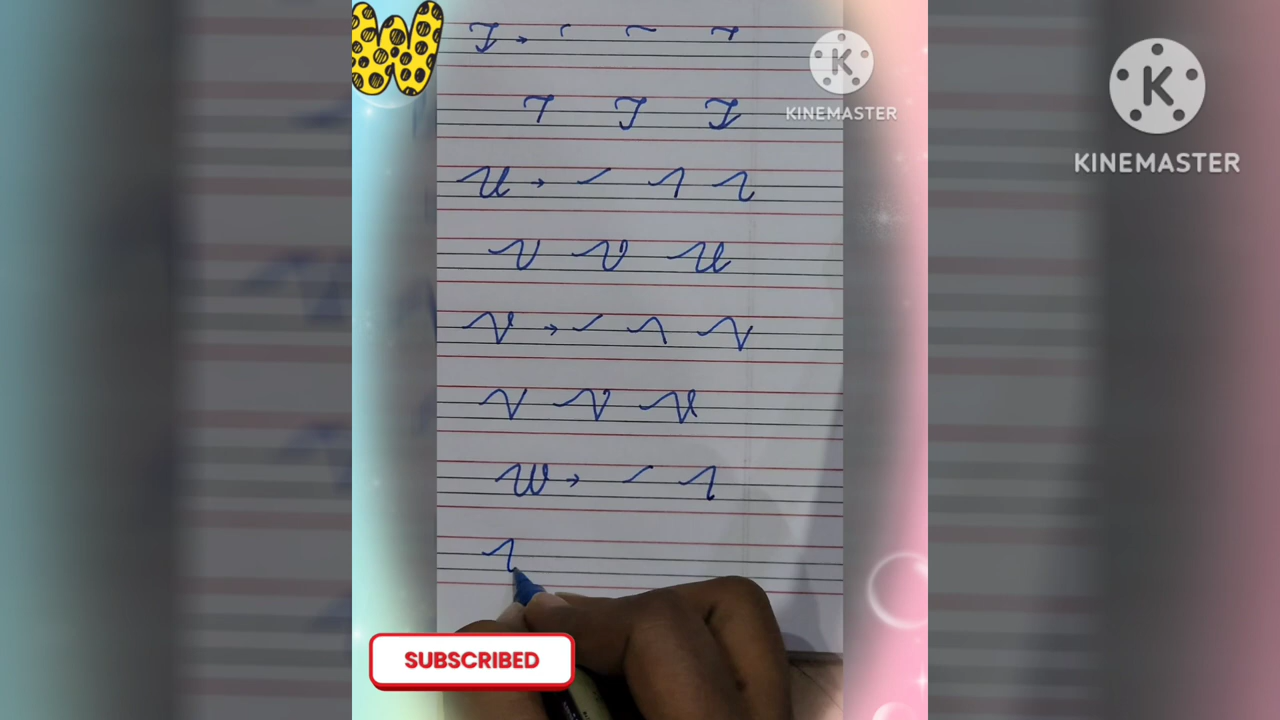 W
T →
T
U →
U
V →
V
W →
KINEMASTER
KINEMASTER
SUBSCRIBED